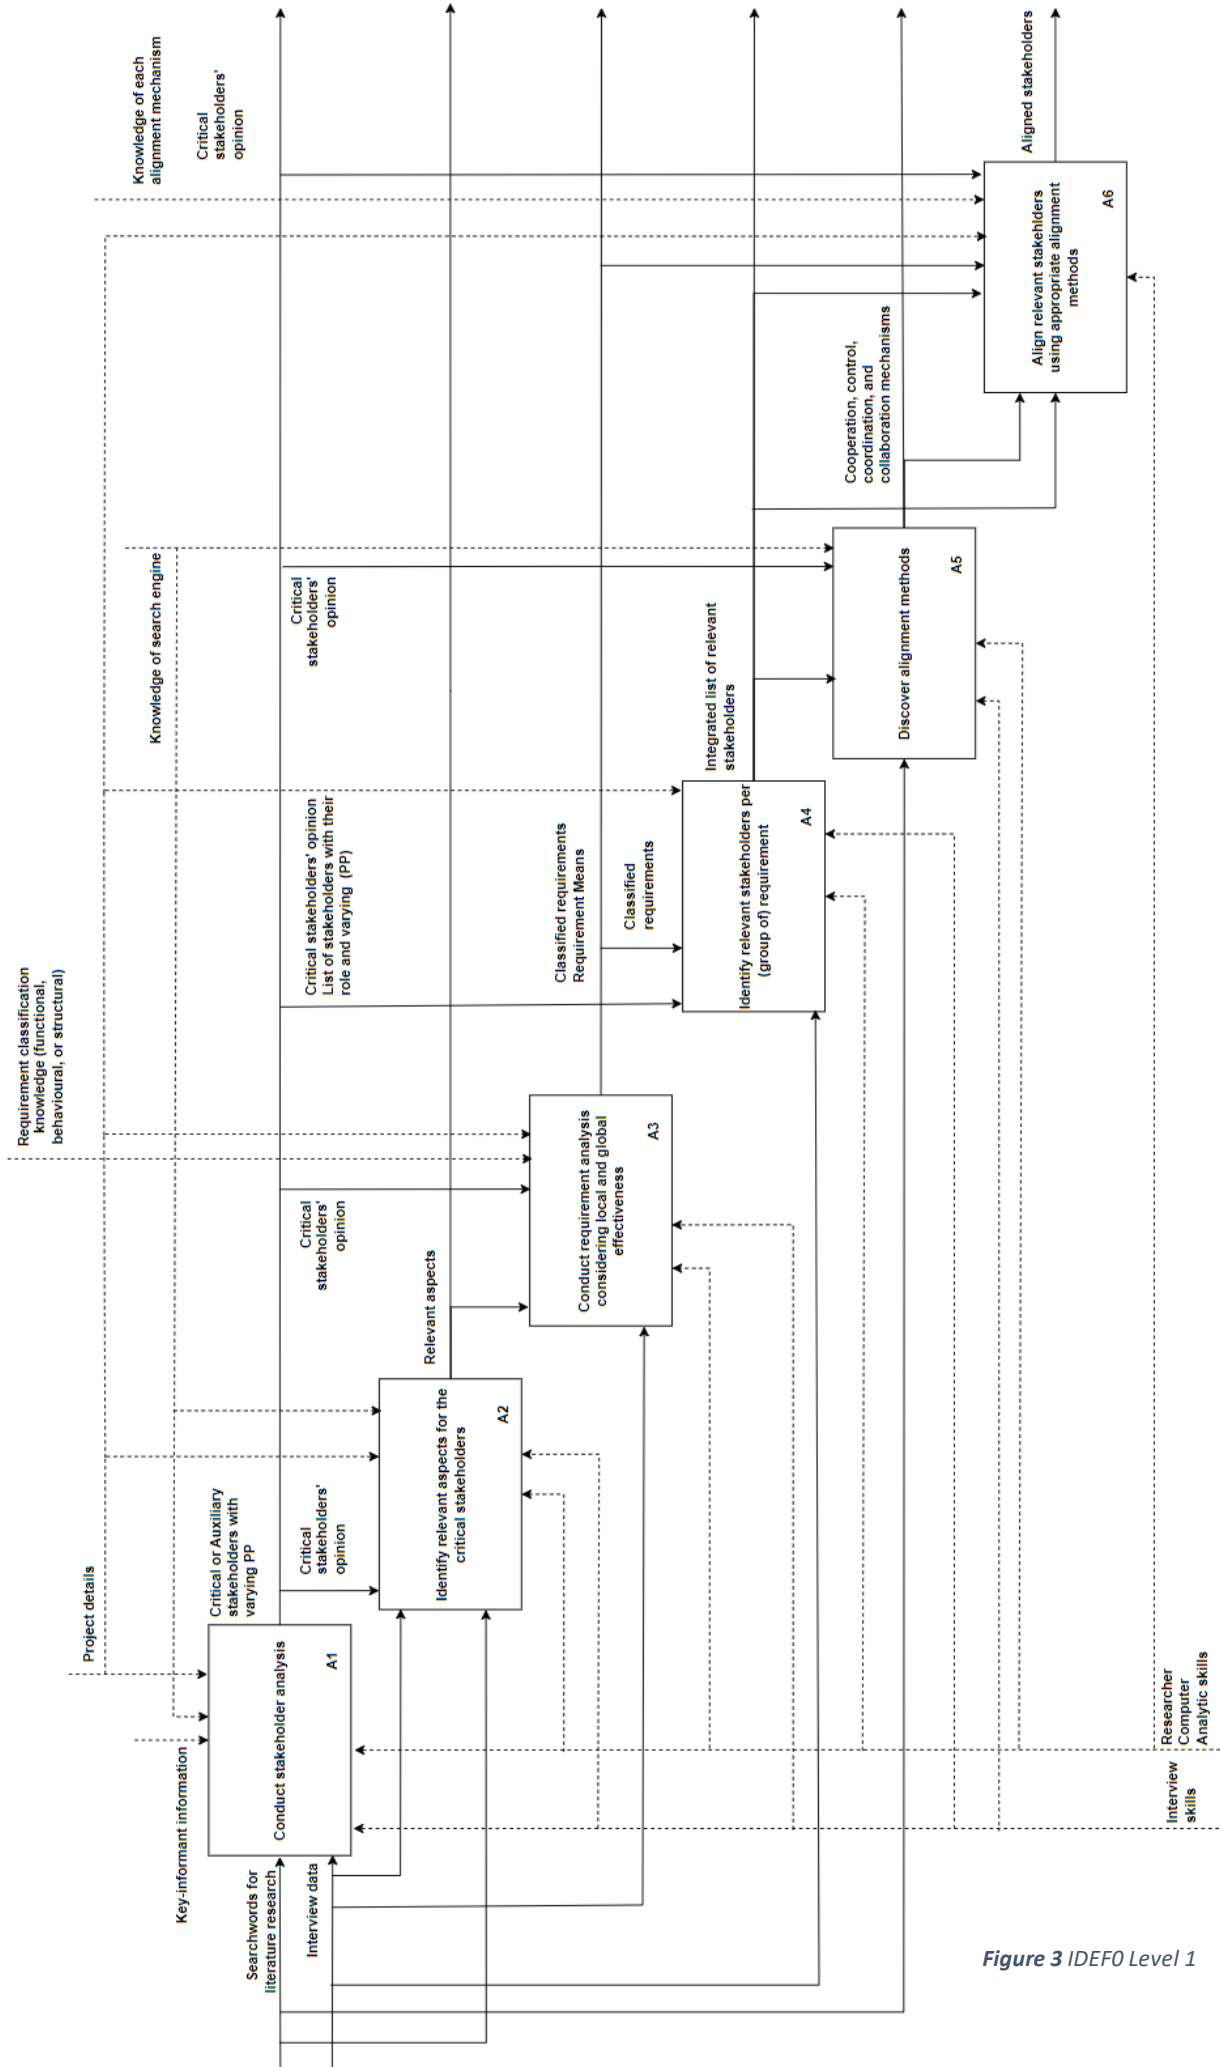 Project details
Key-informant information
Searchwords for
literature research
Interview data
Conduct stakeholder analysis
A1
Critical or Auxiliary
stakeholders with
varying PP
Critical
stakeholders'
opinion
Identify relevant aspects for the
critical stakeholders
A2
Relevant aspects
Requirement classification
knowledge (functional,
behavioural, or structural)
Critical
stakeholders'
opinion
Conduct requirement analysis
considering local and global
effectiveness
A3
Critical stakeholders' opinion
List of stakeholders with their
role and varying (PP)
Classified requirements
Requirement Means
Classified
requirements
Identify relevant stakeholders per
(group of) requirement
A4
Integrated list of relevant
stakeholders
Knowledge of search engine
Critical
stakeholders'
opinion
Discover alignment methods
A5
Cooperation, control,
coordination, and
collaboration mechanisms
Knowledge of each
alignment mechanism
Critical
stakeholders'
opinion
Align relevant stakehlders
using appropriate alignment
methods
A6
Aligned stakeholders
Interview
skills
Researcher
Computer
Analytic skills
Figure 3 IDEF0 Level 1